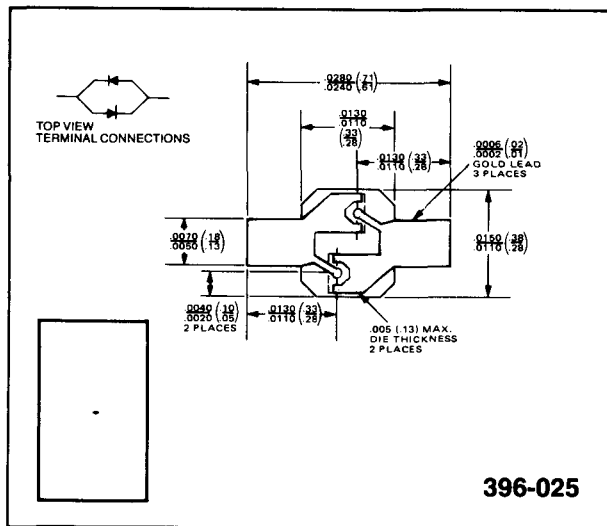 .0280 (.71)
.0240 (.61)
TOP VIEW
TERMINAL CONNECTIONS
.0130
.0110
(.33)
(.28)
.0130 (.33)
.0110 (.28)
.0006 (.02)
.0002 (.01)
GOLD LEAD
3 PLACES
.0070 (.18)
.0050 (.13)
.0150 (.38)
.0110 (.28)
.0040 (.10)
.0020 (.05)
2 PLACES
.0130 (.33)
.0110 (.28)
.005 (.13) MAX.
DIE THICKNESS
2 PLACES
396-025